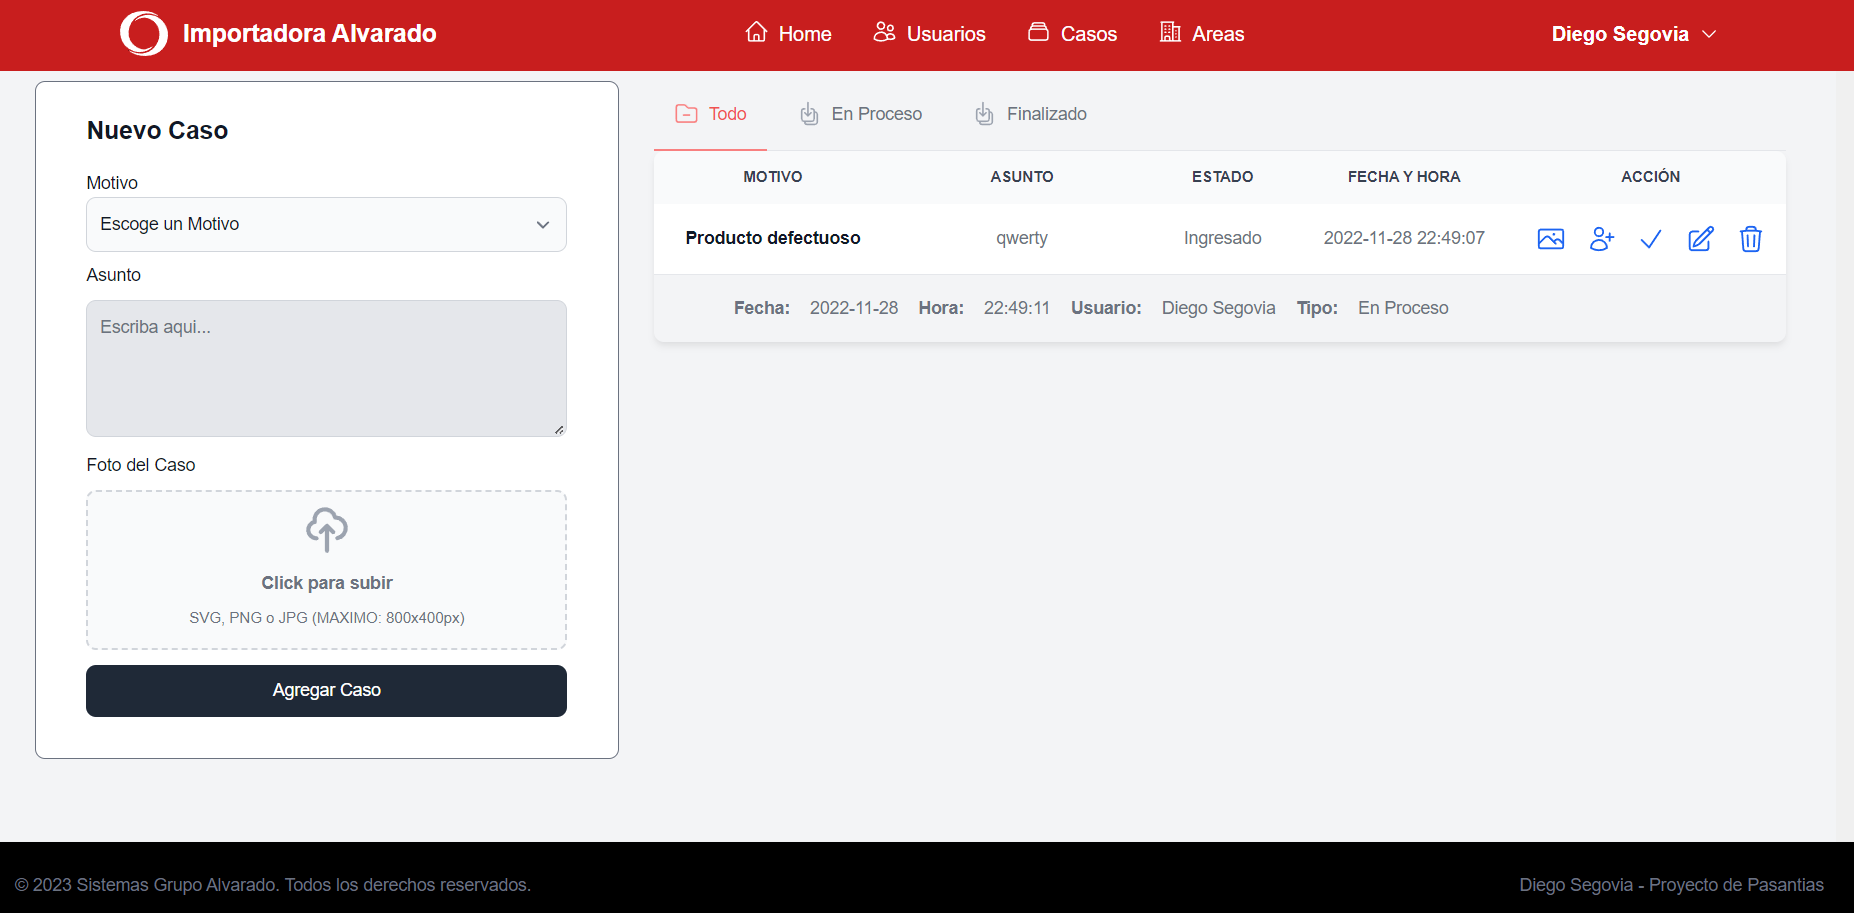 Importadora Alvarado
Home Usuarios Casos Areas
Diego Segovia
Nuevo Caso
Motivo
Escoge un Motivo
Asunto
Escriba aqui...
Foto del Caso
Click para subir
SVG, PNG o JPG (MAXIMO: 800x400px)
Agregar Caso
Todo En Proceso Finalizado
MOTIVO ASUNTO ESTADO FECHA Y HORA ACCIÓN
Producto defectuoso qwerty Ingresado 2022-11-28 22:49:07
Fecha: 2022-11-28 Hora: 22:49:11 Usuario: Diego Segovia Tipo: En Proceso
© 2023 Sistemas Grupo Alvarado. Todos los derechos reservados.
Diego Segovia - Proyecto de Pasantias